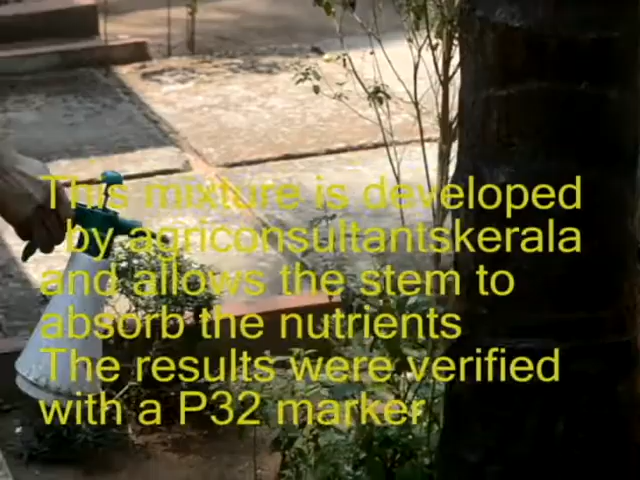 This mixture is developed
by agriconsultantskerala
and allows the stem to
absorb the nutrients
The results were verified
with a P32 marker